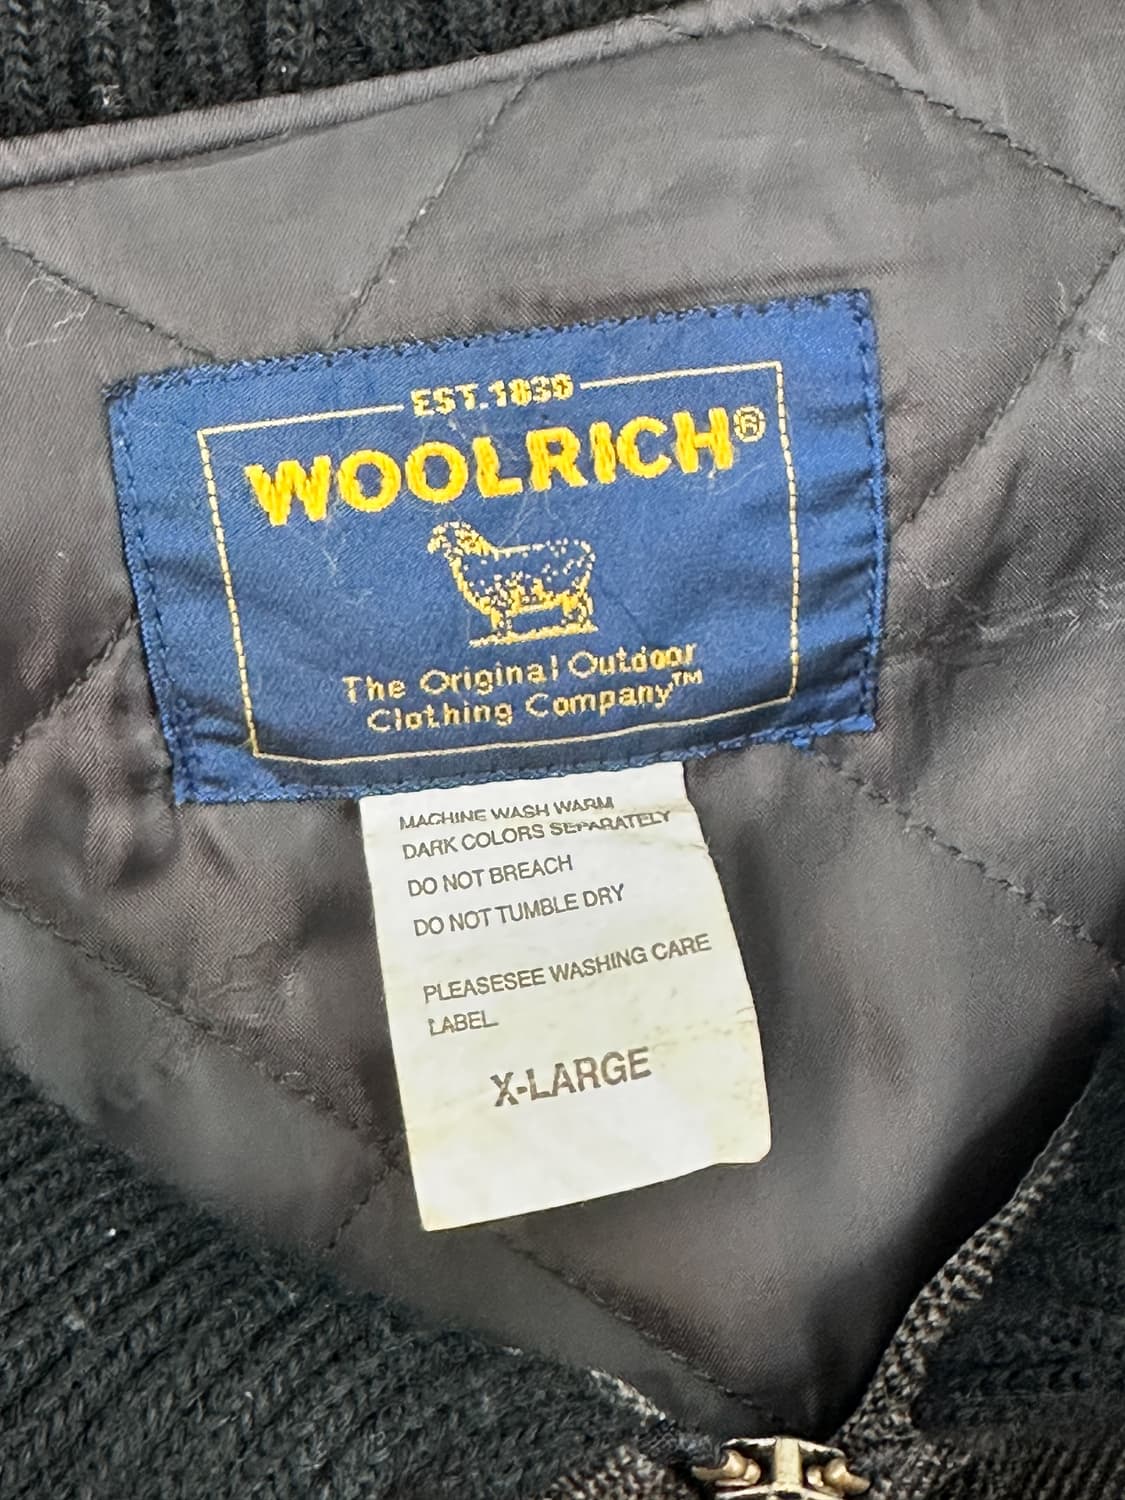 EST.1830
WOOLRICH®
The Original Outdoor
Clothing Company™
MACHINE WASH WARM
DARK COLORS SEPARATELY
DO NOT BREACH
DO NOT TUMBLE DRY
PLEASESEE WASHING CARE
LABEL
X-LARGE